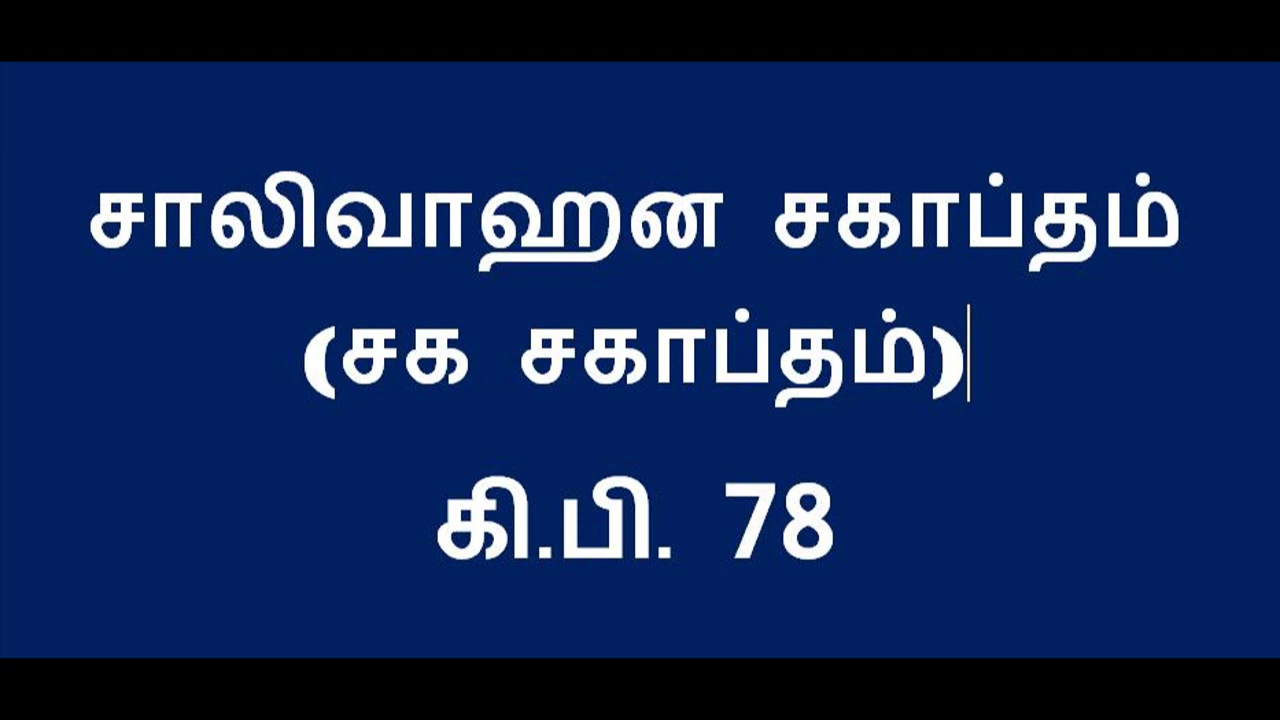 சாலிவாஹன சகாப்தம்
(சக சகாப்தம்)
கி.பி. 78